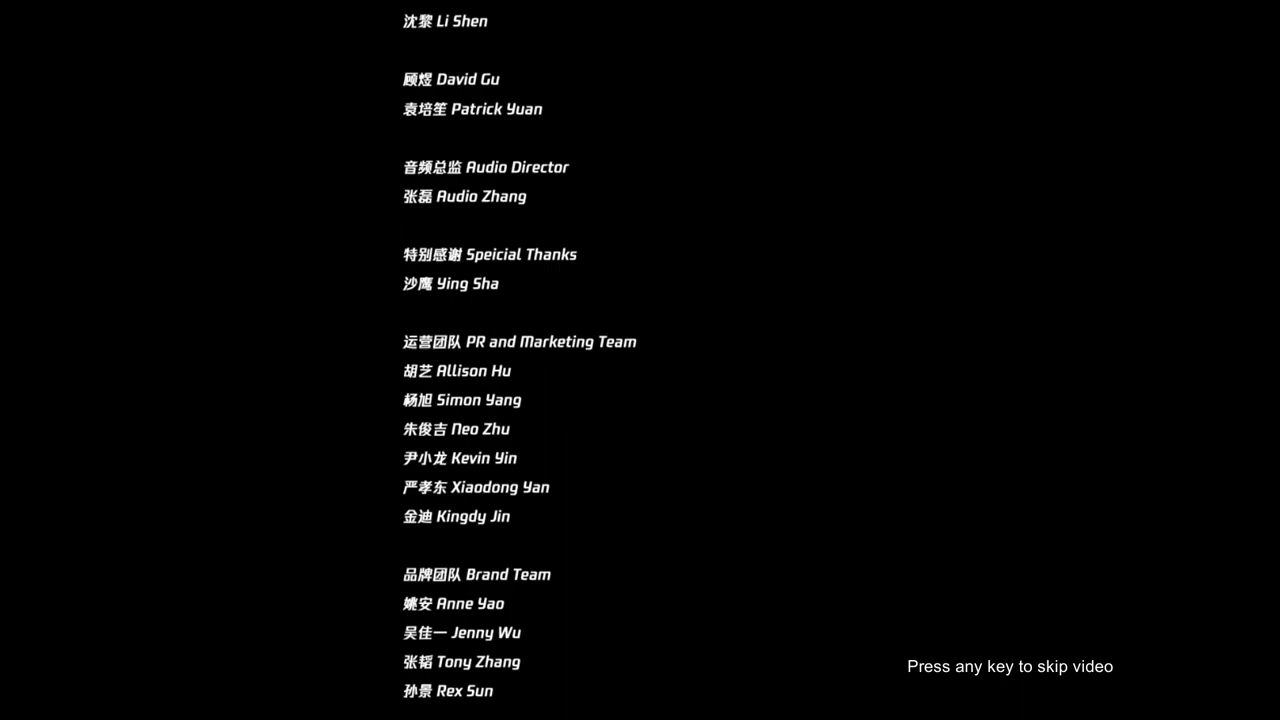 沈黎 Li Shen
顾煜 David Gu
袁培笙 Patrick Yuan
音频总监 Audio Director
张磊 Audio Zhang
特别感谢 Speicial Thanks
沙鹰 Ying Sha
运营团队 PR and Marketing Team
胡艺 Allison Hu
杨旭 Simon Yang
朱俊吉 Neo Zhu
尹小龙 Kevin Yin
严孝东 Xiaodong Yan
金迪 Kingdy Jin
品牌团队 Brand Team
姚安 Anne Yao
吴佳一 Jenny Wu
张韬 Tony Zhang
孙景 Rex Sun
Press any key to skip video